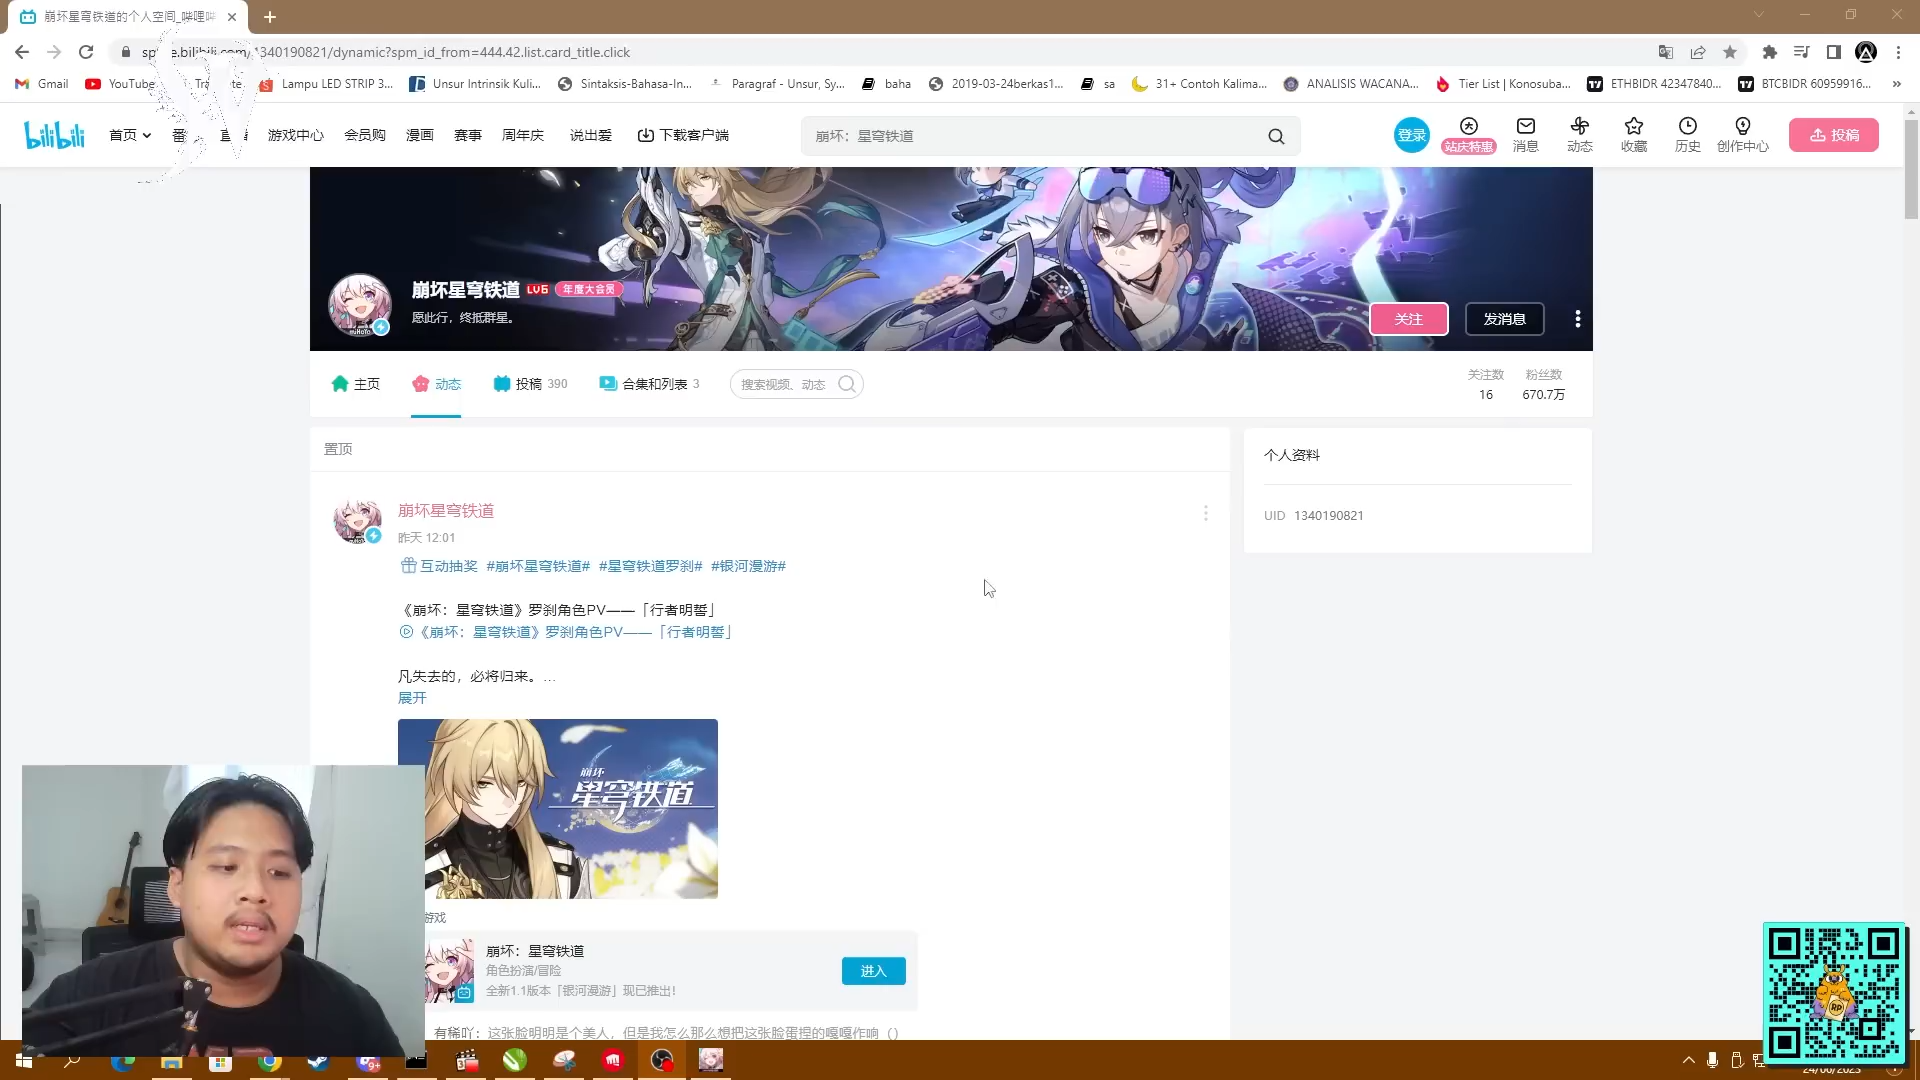 崩坏星穹铁道的个人空间_哔哩哔
1340190821/dynamic?spm_id_from=444.42.list.card_title.click
Gmail
YouTube
Lampu LED STRIP 3...
Unsur Intrinsik Kuli...
Sintaksis-Bahasa-In...
Paragraf - Unsur, Sy...
baha
2019-03-24berkas1...
sa
31+ Contoh Kalima...
ANALISIS WACANA...
Tier List | Konosuba...
ETHBIDR 42347840...
BTCBIDR 60959916...
bilibili
首页
番
直
游戏中心
会员购
漫画
赛事
周年庆
说出爱
下载客户端
崩坏：星穹铁道
登录
站庆特惠
消息
动态
收藏
历史
创作中心
投稿
崩坏星穹铁道 LV6 年度大会员
愿此行，终抵群星。
关注
发消息
主页
动态
投稿 390
合集和列表 3
搜索视频、动态
关注数
16
粉丝数
670.7万
置顶
崩坏星穹铁道
昨天 12:01
互动抽奖 #崩坏星穹铁道# #星穹铁道罗刹# #银河漫游#
《崩坏：星穹铁道》罗刹角色PV——「行者明誓」
《崩坏：星穹铁道》罗刹角色PV——「行者明誓」
凡失去的，必将归来。...
展开
崩坏
星穹铁道
游戏
崩坏：星穹铁道
角色扮演/冒险
全新1.1版本「银河漫游」现已推出！
进入
有稀吖：这张脸明明是个美人，但是我怎么那么想把这张脸蛋捏的嘎嘎作响（）
个人资料
UID 1340190821
RP
24/06/2023